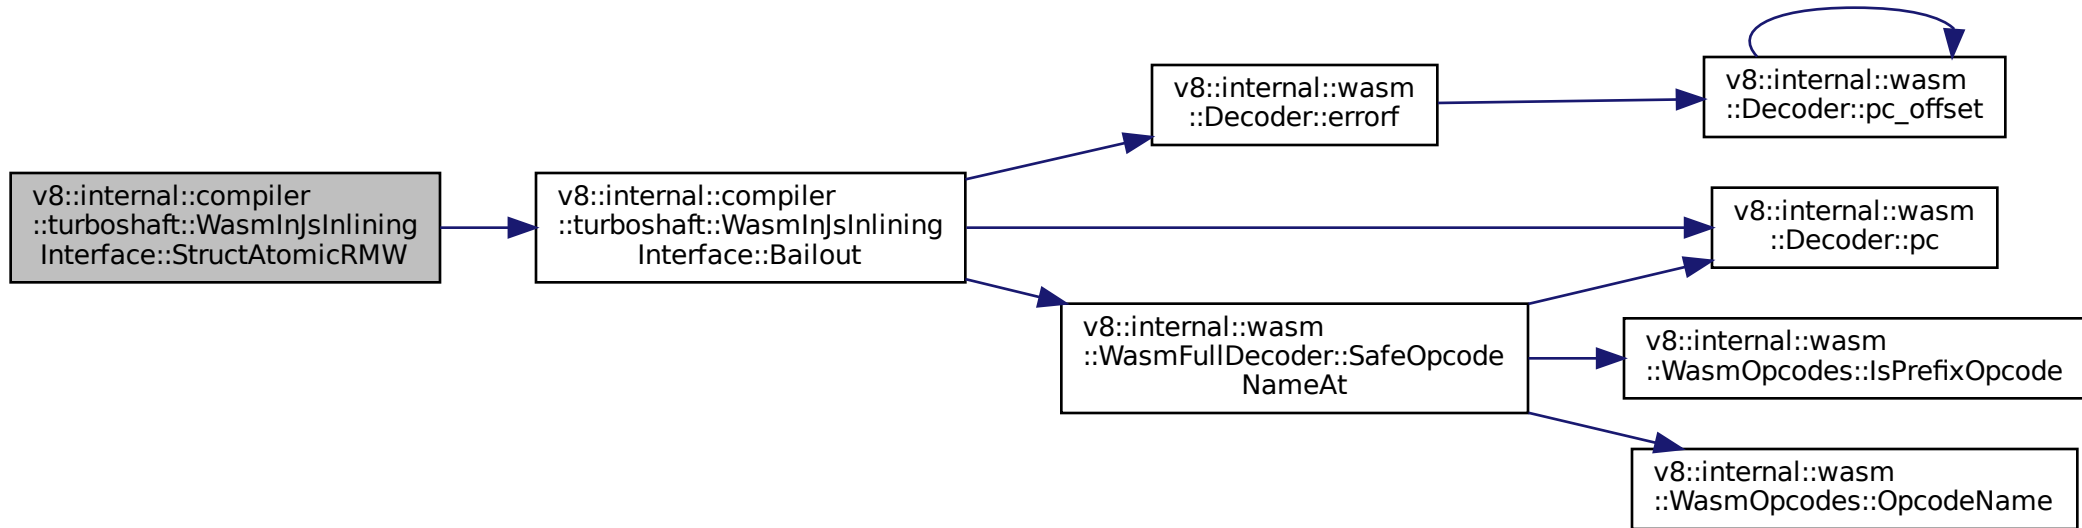 v8::internal::compiler
::turboshaft::WasmInJsInlining
Interface::StructAtomicRMW
v8::internal::compiler
::turboshaft::WasmInJsInlining
Interface::Bailout
v8::internal::wasm
::Decoder::errorf
v8::internal::wasm
::Decoder::pc_offset
v8::internal::wasm
::Decoder::pc
v8::internal::wasm
::WasmFullDecoder::SafeOpcode
NameAt
v8::internal::wasm
::WasmOpcodes::IsPrefixOpcode
v8::internal::wasm
::WasmOpcodes::OpcodeName